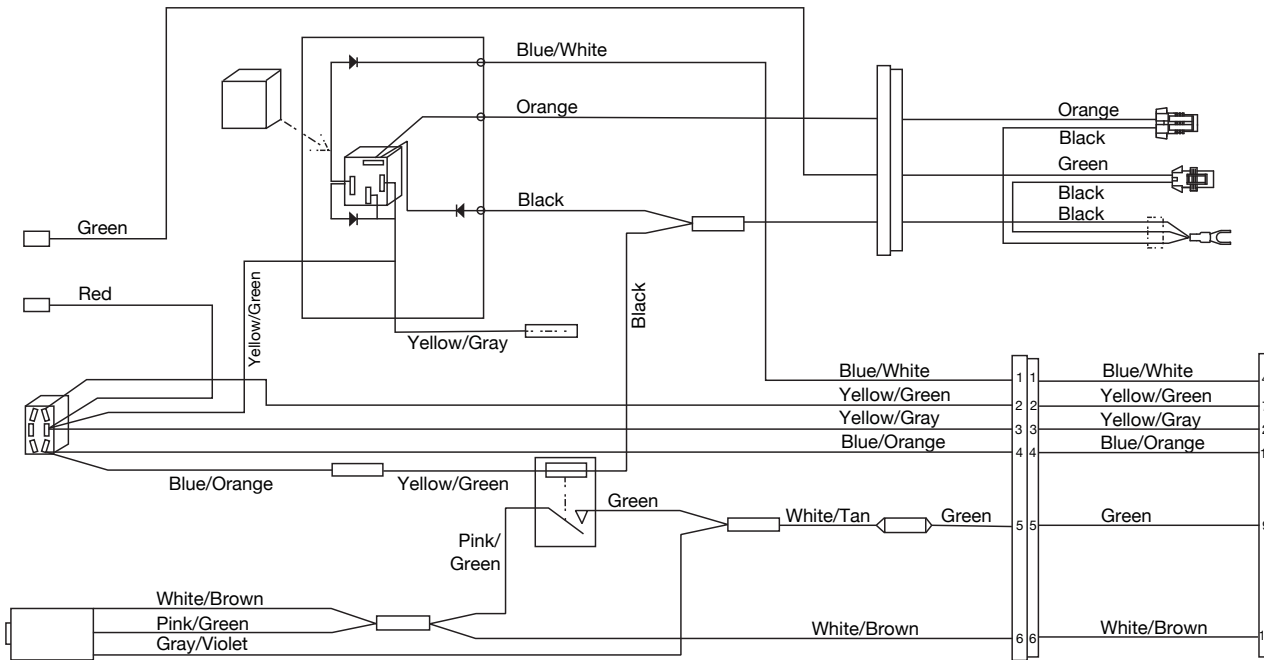 Blue/White
Orange
Orange
Black
Green
Black
Black
Black
Green
Red
Yellow/Green
Black
Yellow/Gray
Blue/White
1 1
Blue/White
Yellow/Green
2 2
Yellow/Green
Yellow/Gray
3 3
Yellow/Gray
Blue/Orange
4 4
Blue/Orange
Blue/Orange
Yellow/Green
Green
White/Tan
Green
5 5
Green
Pink/
Green
White/Brown
Pink/Green
Gray/Violet
White/Brown
6 6
White/Brown